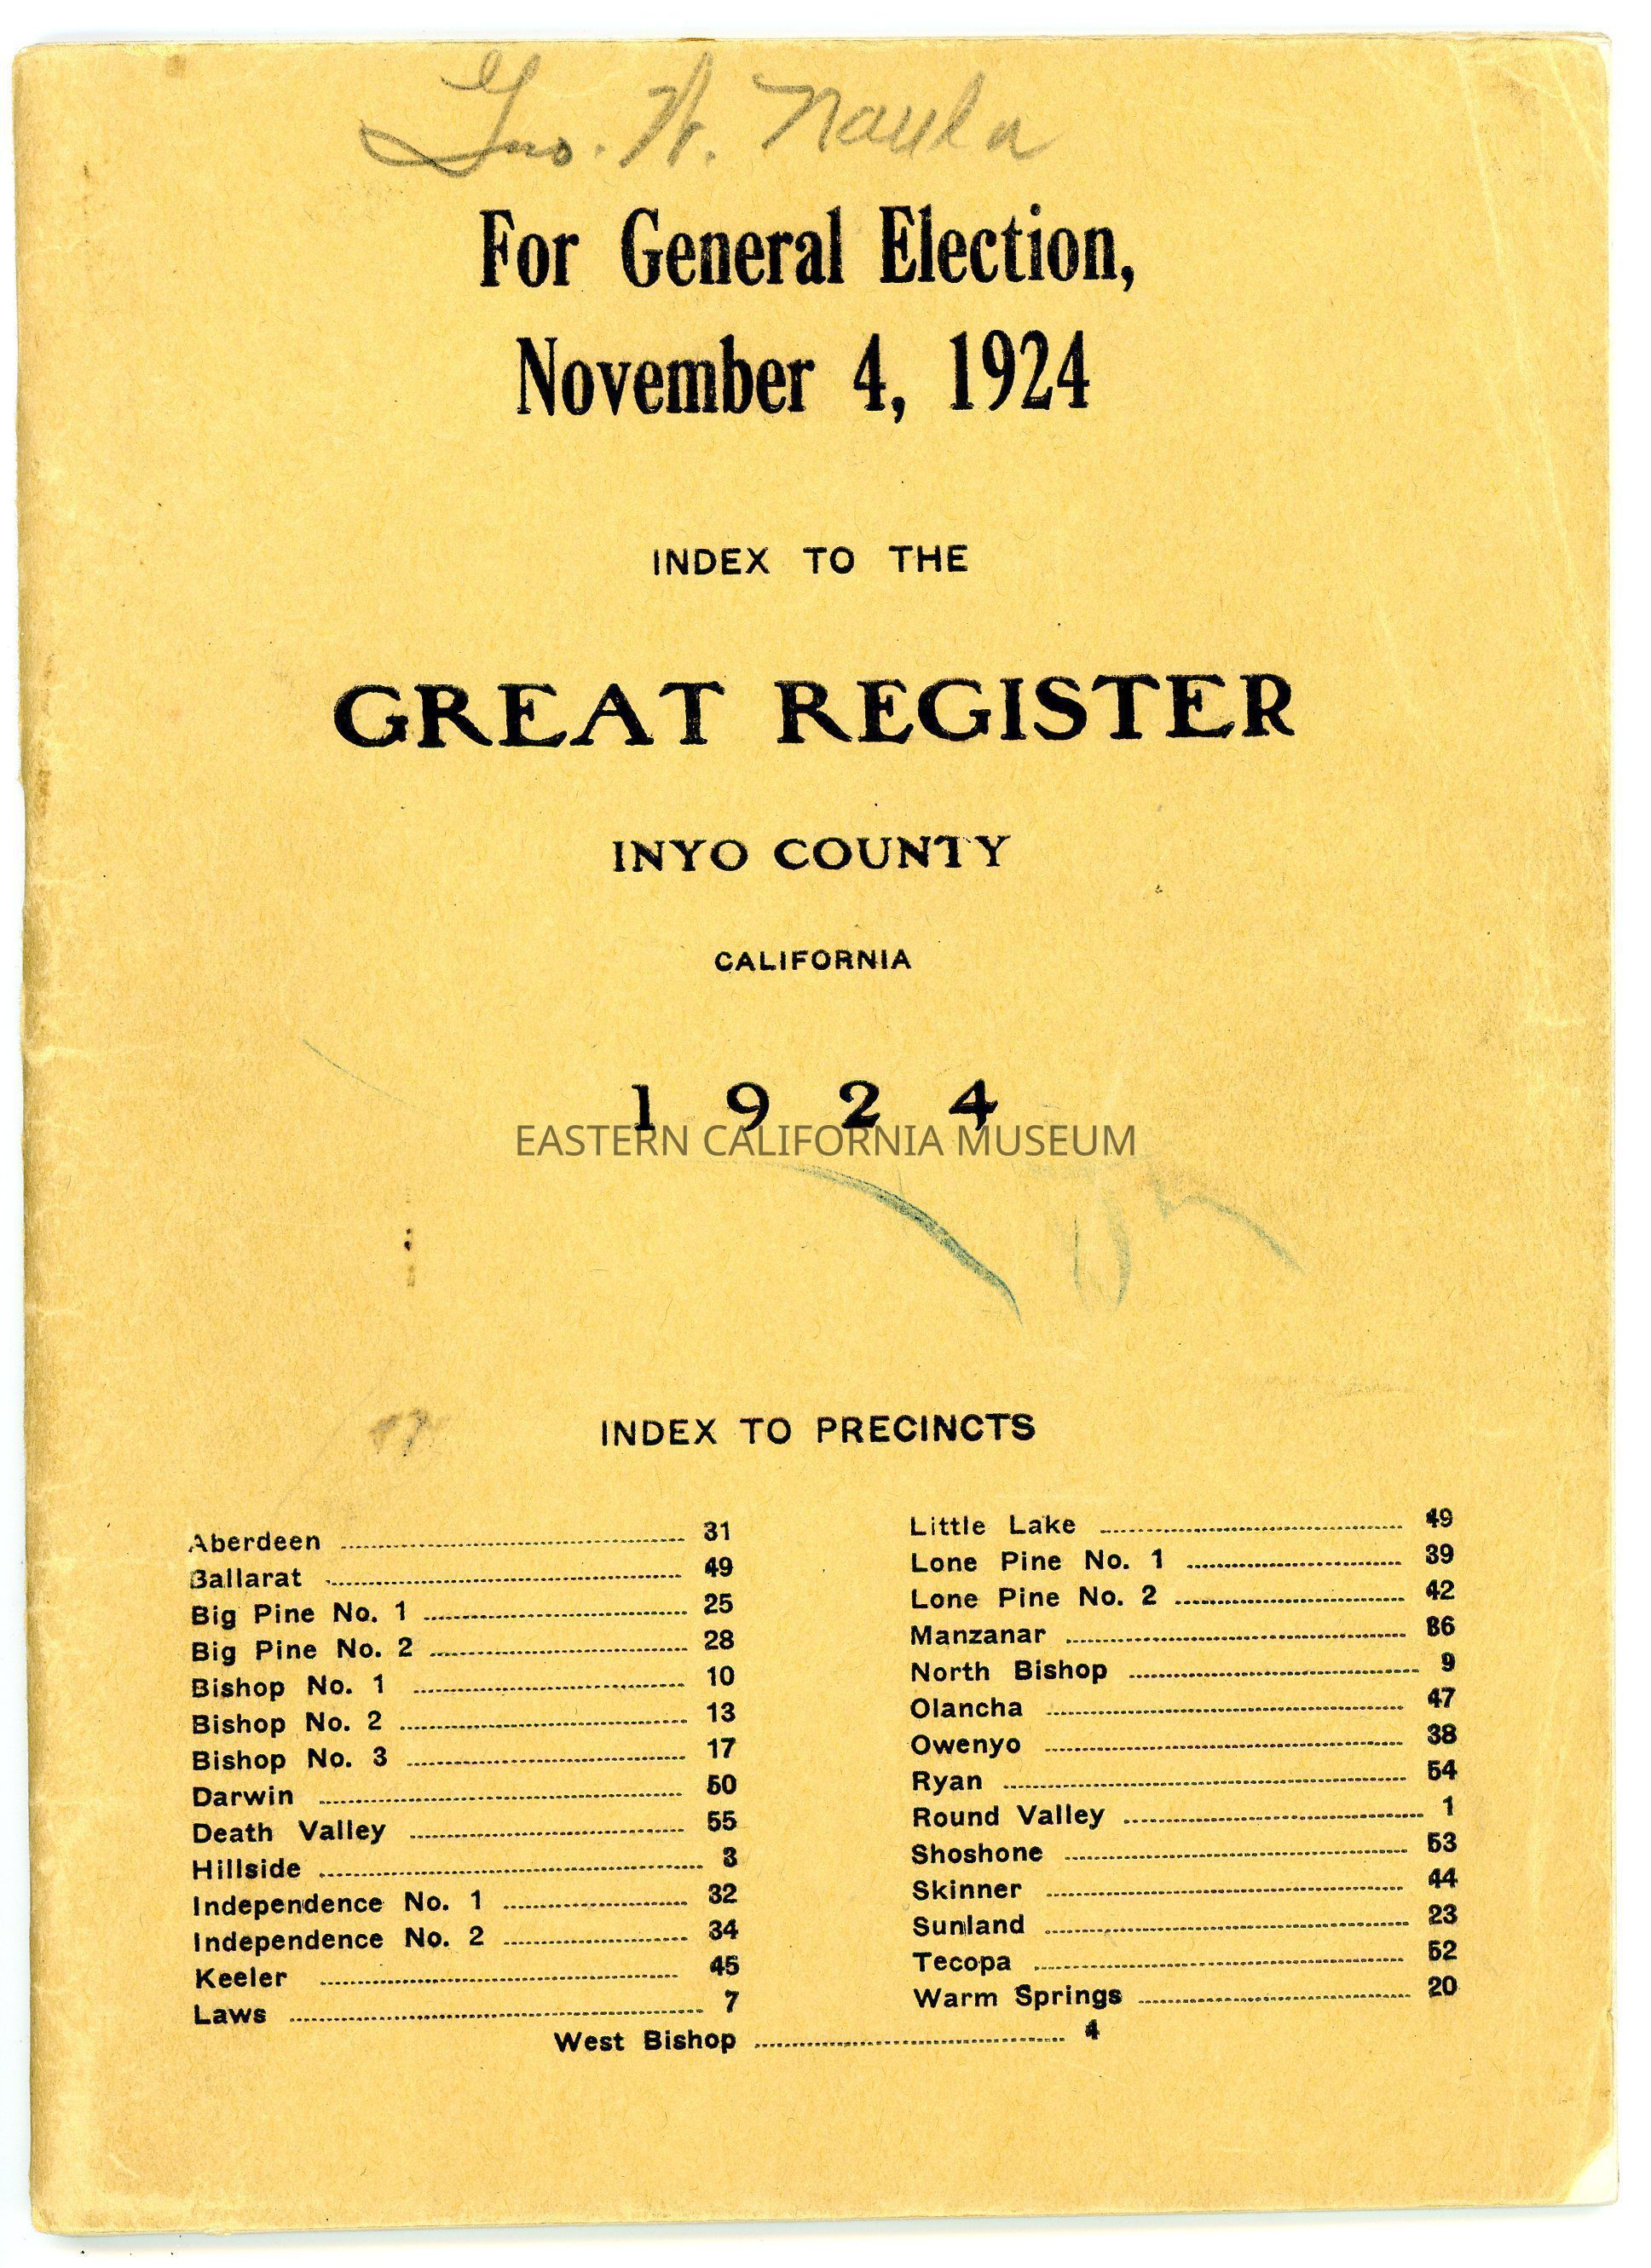 Geo. W. Naylor
For General Election,
November 4, 1924
INDEX TO THE
GREAT REGISTER
INYO COUNTY
CALIFORNIA
1 9 2 4
EASTERN CALIFORNIA MUSEUM
INDEX TO PRECINCTS
Aberdeen 31
Ballarat 49
Big Pine No. 1 25
Big Pine No. 2 28
Bishop No. 1 10
Bishop No. 2 13
Bishop No. 3 17
Darwin 50
Death Valley 55
Hillside 3
Independence No. 1 32
Independence No. 2 34
Keeler 45
Laws 7
Little Lake 49
Lone Pine No. 1 39
Lone Pine No. 2 42
Manzanar 36
North Bishop 9
Olancha 47
Owenyo 38
Ryan 54
Round Valley 1
Shoshone 53
Skinner 44
Sunland 23
Tecopa 52
Warm Springs 20
West Bishop 4